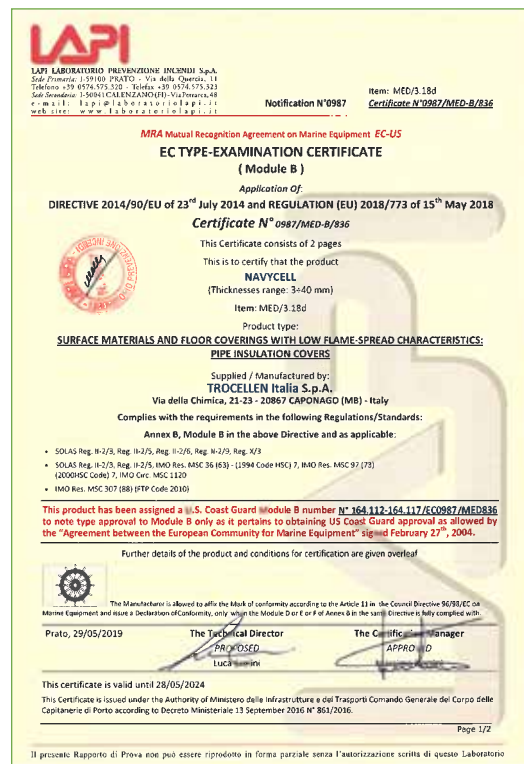 LAPI
LAPI LABORATORIO PREVENZIONE INCENDI S.p.A.
Sede Primaria: I-59100 PRATO - Via della Quercia, 11
Telefono +39 0574.575.320 - Telefax +39 0574.575.323
Sede Secondaria: I-50041 CALENZANO (FI) - Via Petrarca, 48
e-mail: lapi@laboratoriolapi.it
web site: www.laboratoriolapi.it
Notification N°0987
Item: MED/3.18d
Certificate N°0987/MED-B/836
MRA Mutual Recognition Agreement on Marine Equipment EC-US
EC TYPE-EXAMINATION CERTIFICATE
( Module B )
Application Of:
DIRECTIVE 2014/90/EU of 23rd July 2014 and REGULATION (EU) 2018/773 of 15th May 2018
Certificate N° 0987/MED-B/836
This Certificate consists of 2 pages
This is to certify that the product
NAVYCELL
(Thicknesses range: 3÷40 mm)
Item: MED/3.18d
Product type:
SURFACE MATERIALS AND FLOOR COVERINGS WITH LOW FLAME-SPREAD CHARACTERISTICS:
PIPE INSULATION COVERS
Supplied / Manufactured by:
TROCELLEN Italia S.p.A.
Via della Chimica, 21-23 - 20867 CAPONAGO (MB) - Italy
Complies with the requirements in the following Regulations/Standards:
Annex B, Module B in the above Directive and as applicable:
• SOLAS Reg. II-2/3, Reg. II-2/5, Reg. II-2/6, Reg. II-2/9, Reg. X/3
• SOLAS Reg. II-2/3, Reg. II-2/5, IMO Res. MSC 36 (63) - (1994 Code HSC) 7, IMO Res. MSC 97 (73)
(2000HSC Code) 7, IMO Circ. MSC 1120
• IMO Res. MSC 307 (88) (FTP Code 2010)
This product has been assigned a U.S. Coast Guard Module B number N° 164.112-164.117/EC0987/MED836
to note type approval to Module B only as it pertains to obtaining US Coast Guard approval as allowed by
the "Agreement between the European Community for Marine Equipment" signed February 27th, 2004.
Further details of the product and conditions for certification are given overleaf
The Manufacturer is allowed to affix the Mark of conformity according to the Article 11 in the Council Directive 96/98/EC on
Marine Equipment and issue a Declaration of Conformity, only when the Module D or E or F of Annex B in the same Directive is fully complied with.
Prato, 29/05/2019
The Technical Director
The Certification Manager
PROPOSED
APPROVED
Luca
This certificate is valid until 28/05/2024
This Certificate is issued under the Authority of Ministero delle Infrastrutture e dei Trasporti Comando Generale del Corpo delle
Capitanerie di Porto according to Decreto Ministeriale 13 September 2016 N° 861/2016.
Page 1/2
Il presente Rapporto di Prova non può essere riprodotto in forma parziale senza l'autorizzazione scritta di questo Laboratorio